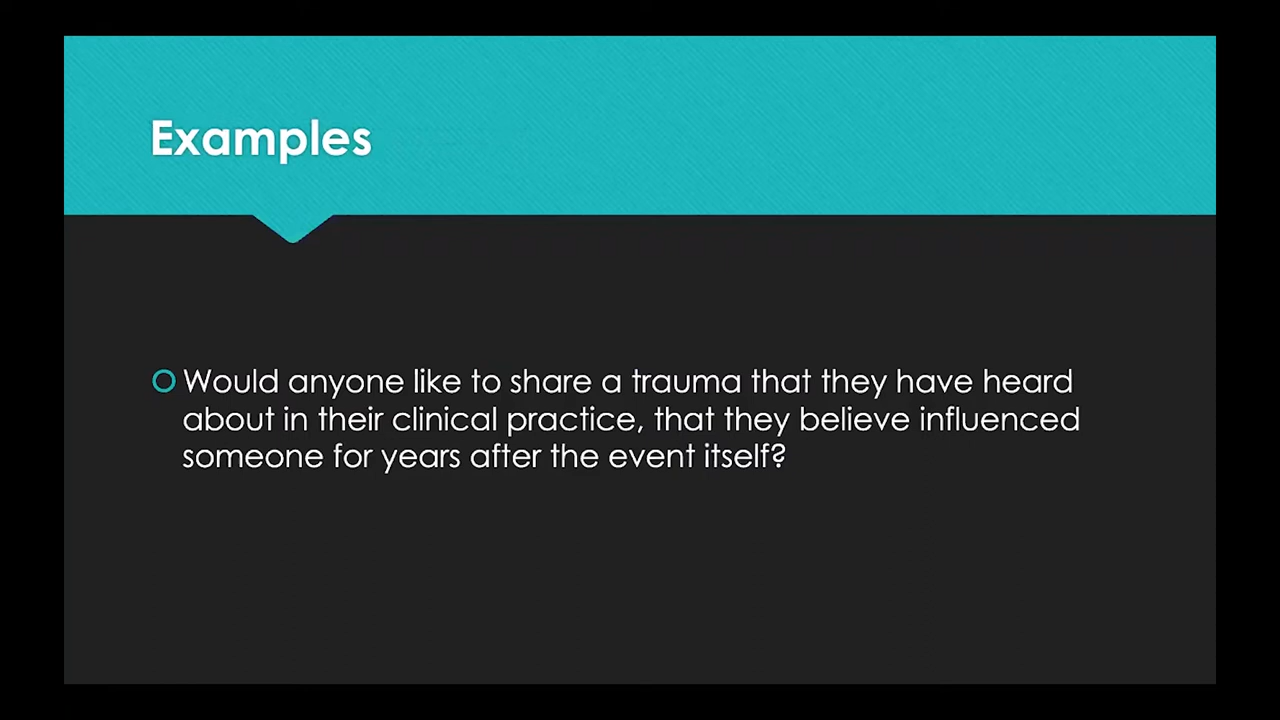 Examples
Would anyone like to share a trauma that they have heard
about in their clinical practice, that they believe influenced
someone for years after the event itself?